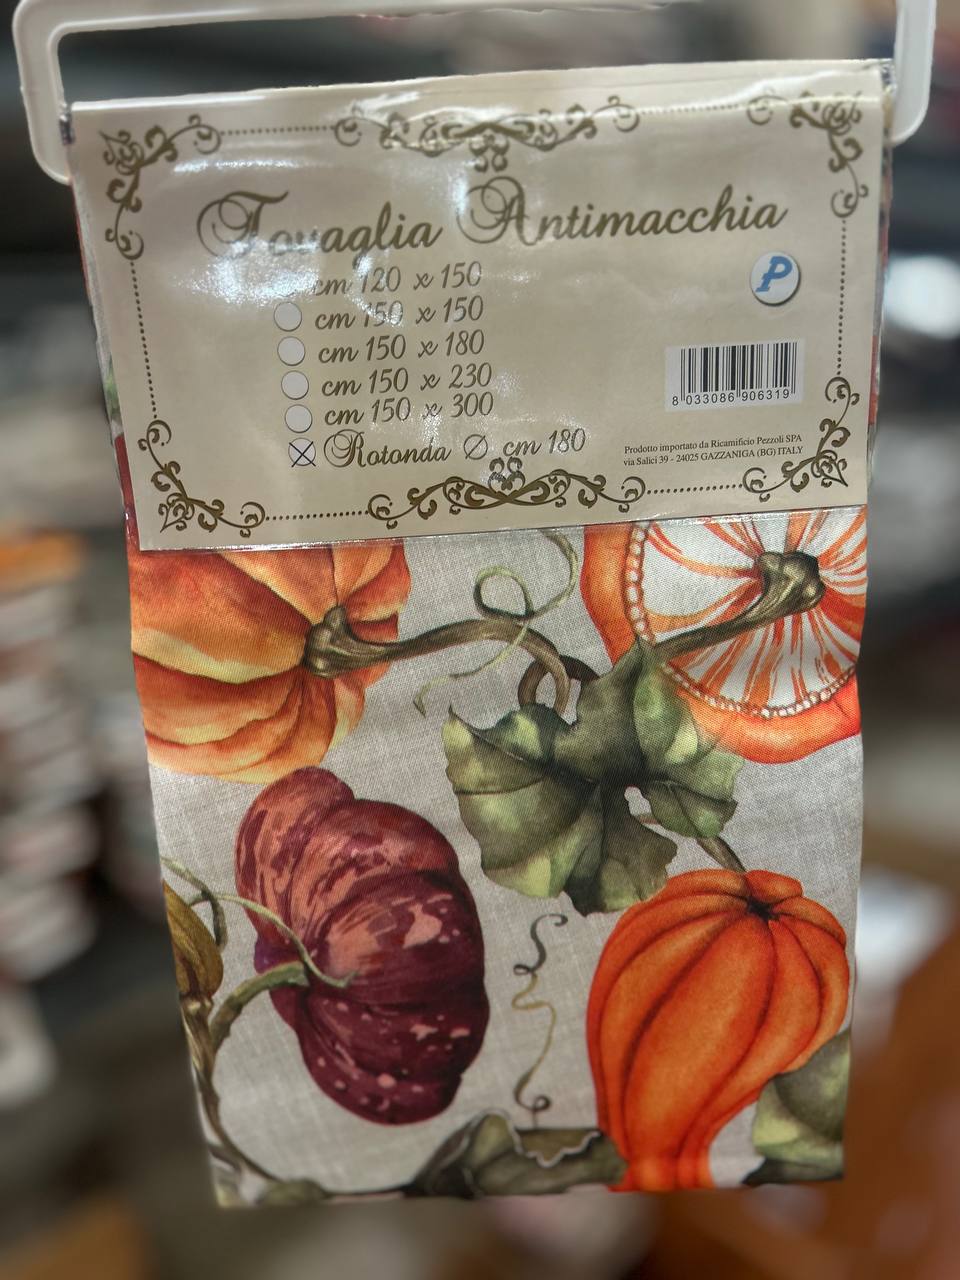 Tovaglia Antimacchia
cm 120 x 150
cm 150 x 150
cm 150 x 180
cm 150 x 230
cm 150 x 300
Rotonda Ø cm 180
P
8 033086 906319
Prodotto importato da Ricamificio Pezzoli SPA
via Salici 39 - 24025 GAZZANIGA (BG) ITALY